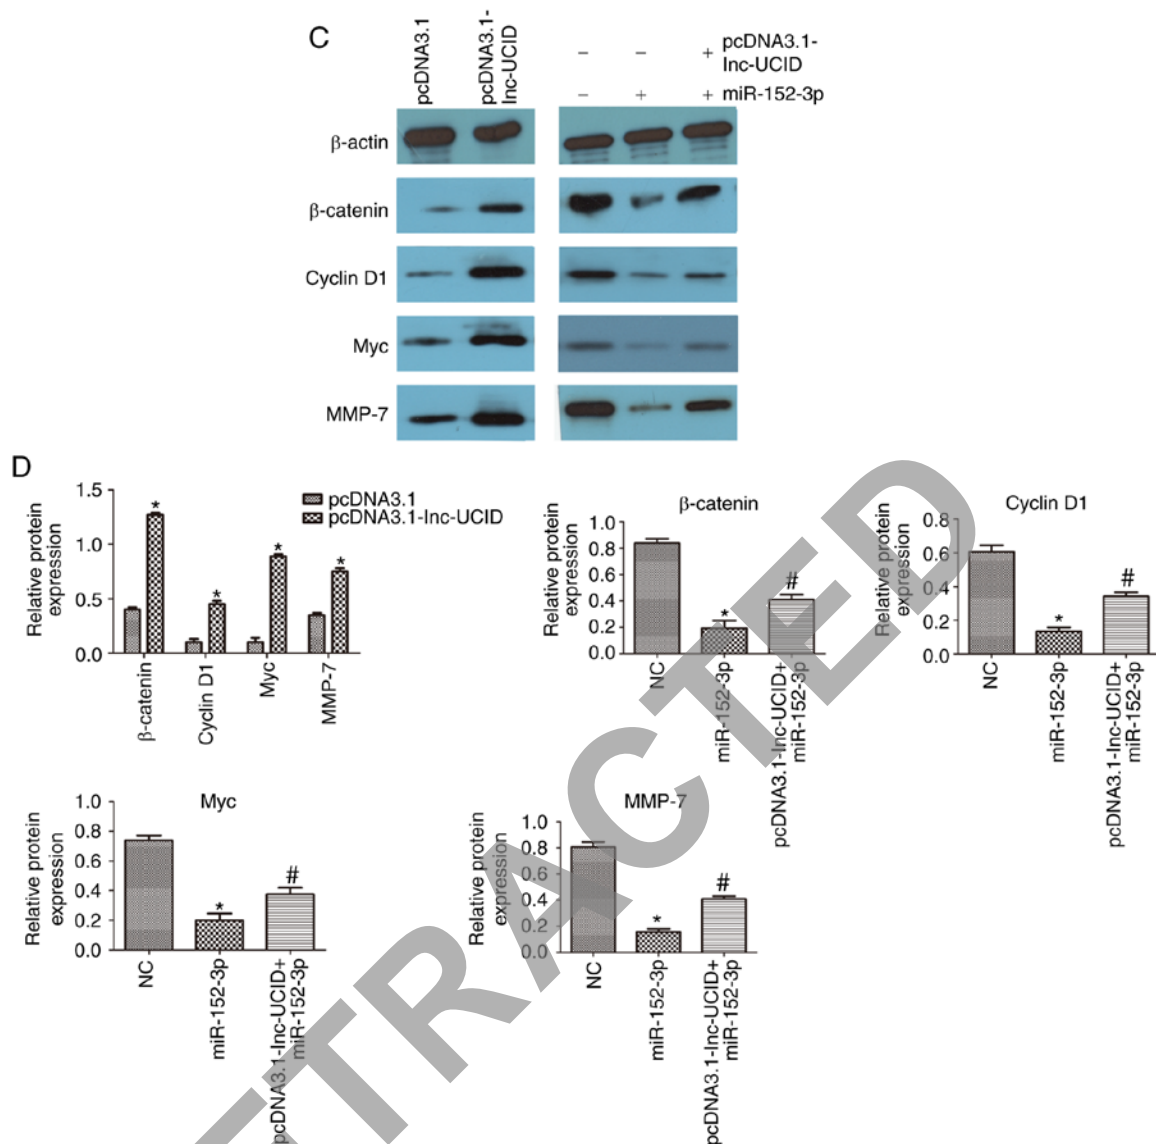 C
pcDNA3.1
pcDNA3.1-
lnc-UCID
− − + pcDNA3.1-
lnc-UCID
− + + miR-152-3p
β-actin
β-catenin
Cyclin D1
Myc
MMP-7
D
Relative protein
expression
1.5
1.0
0.5
0.0
pcDNA3.1
pcDNA3.1-lnc-UCID
* * * *
β-catenin
Cyclin D1
Myc
MMP-7
β-catenin
Relative protein
expression
1.0
0.8
0.6
0.4
0.2
0.0
*
#
NC
miR-152-3p
pcDNA3.1-lnc-UCID+
miR-152-3p
Cyclin D1
Relative protein
expression
0.8
0.6
0.4
0.2
0.0
*
#
NC
miR-152-3p
pcDNA3.1-lnc-UCID+
miR-152-3p
Myc
Relative protein
expression
1.0
0.8
0.6
0.4
0.2
0.0
*
#
NC
miR-152-3p
pcDNA3.1-lnc-UCID+
miR-152-3p
MMP-7
Relative protein
expression
1.0
0.8
0.6
0.4
0.2
0.0
*
#
NC
miR-152-3p
pcDNA3.1-lnc-UCID+
miR-152-3p
TRACTED